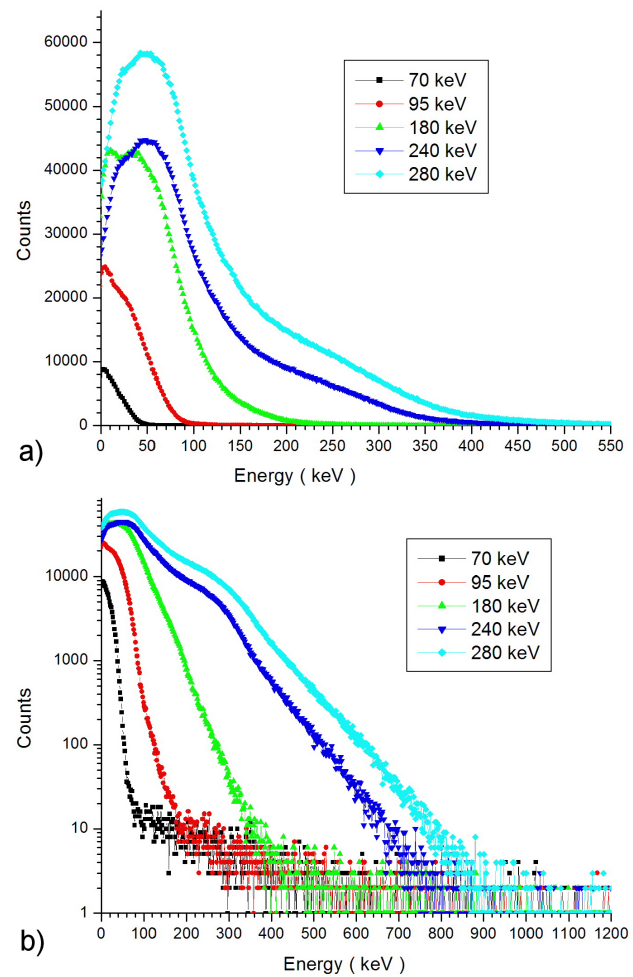 60000
50000
40000
30000
20000
10000
0
Counts
70 keV
95 keV
180 keV
240 keV
280 keV
0 50 100 150 200 250 300 350 400 450 500 550
a)
Energy ( keV )
10000
1000
100
10
1
Counts
70 keV
95 keV
180 keV
240 keV
280 keV
0 100 200 300 400 500 600 700 800 900 1000 1100 1200
b)
Energy ( keV )